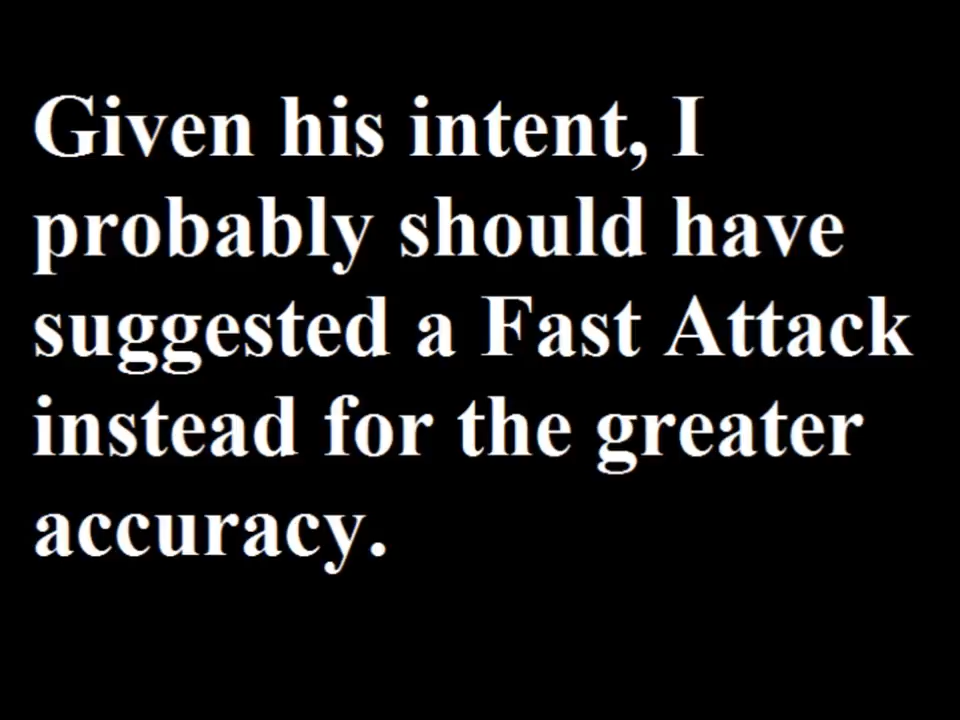 Given his intent, I
probably should have
suggested a Fast Attack
instead for the greater
accuracy.